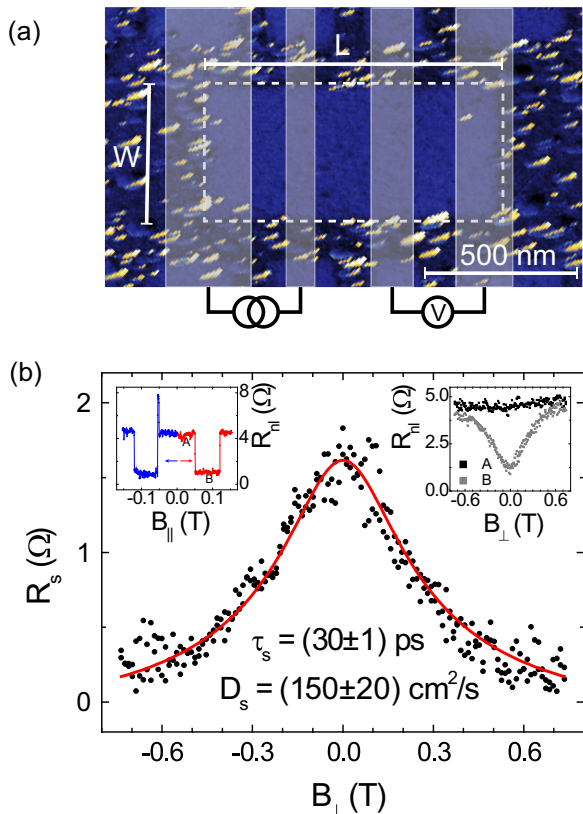 (a)
L
W
500 nm
V
(b)
2
1
0
R_s (Ω)
-0.6
-0.3
0.0
0.3
0.6
B_⊥ (T)
8
4
0
R_nl (Ω)
A
B
-0.1
0.0
0.1
B_|| (T)
5.0
2.5
0.0
R_nl (Ω)
A
B
-0.6
0.0
0.6
B_⊥ (T)
τ_s = (30±1) ps
D_s = (150±20) cm²/s